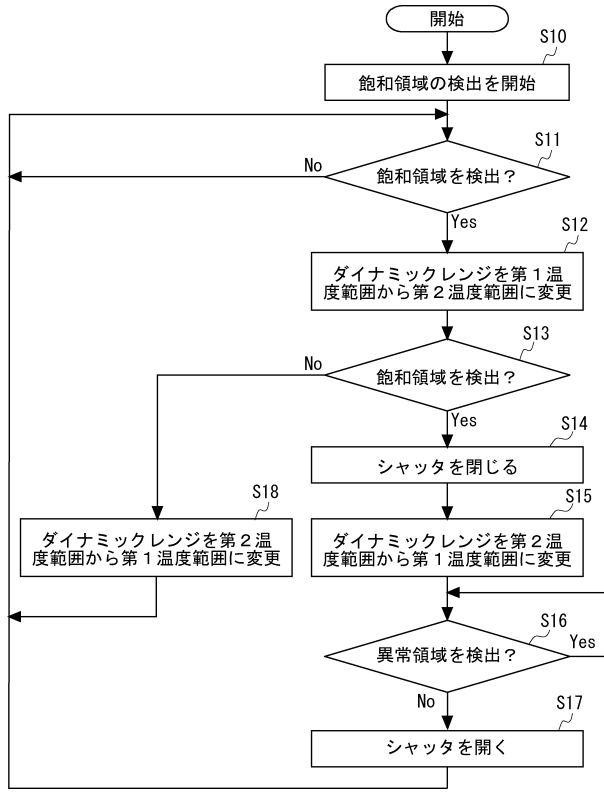 開始
S10
飽和領域の検出を開始
S11
飽和領域を検出？
No
Yes
S12
ダイナミックレンジを第１温
度範囲から第２温度範囲に変更
S13
飽和領域を検出？
No
Yes
S14
シャッタを閉じる
S18
ダイナミックレンジを第２温
度範囲から第１温度範囲に変更
S15
ダイナミックレンジを第２温
度範囲から第１温度範囲に変更
S16
異常領域を検出？
Yes
No
S17
シャッタを開く